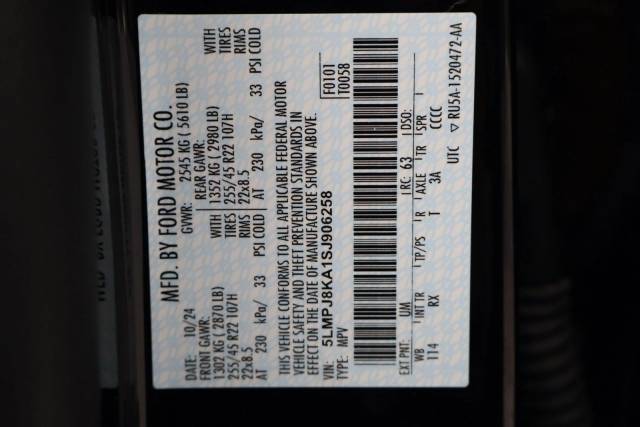 MFD. BY FORD MOTOR CO.
DATE: 10/24 GVWR: 2545 KG ( 5610 LB)
FRONT GAWR: REAR GAWR: WITH
1302 KG ( 2870 LB) WITH 1352 KG ( 2980 LB) TIRES
255/45 R22 107H TIRES 255/45 R22 107H RIMS
22x8.5 RIMS 22x8.5
AT 230 kPa/ 33 PSI COLD AT 230 kPa/ 33 PSI COLD
THIS VEHICLE CONFORMS TO ALL APPLICABLE FEDERAL MOTOR
VEHICLE SAFETY AND THEFT PREVENTION STANDARDS IN
EFFECT ON THE DATE OF MANUFACTURE SHOWN ABOVE.
5LMPJ8KA1SJ906258 F0101
TYPE: MPV T0058
EXT PNT: UM RC: 63 DSO:
WB INT TR TP/PS R AXLE TR SPR
114 RX T 3A CCCC
UTC ▽ RU5A-1520472-AA